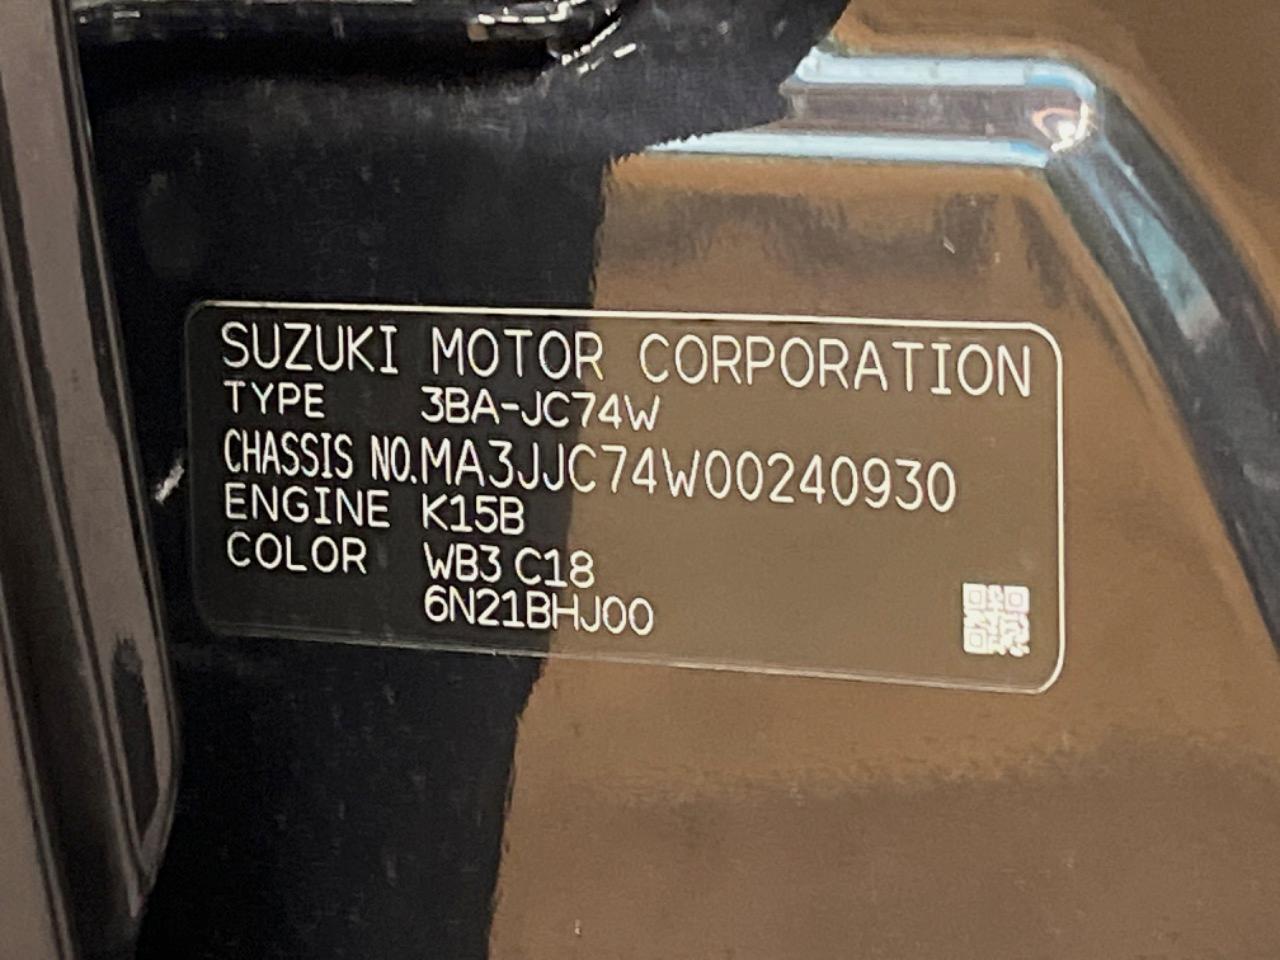 SUZUKI MOTOR CORPORATION
TYPE 3BA-JC74W
CHASSIS NO.MA3JJC74W00240930
ENGINE K15B
COLOR WB3 C18
6N21BHJ00